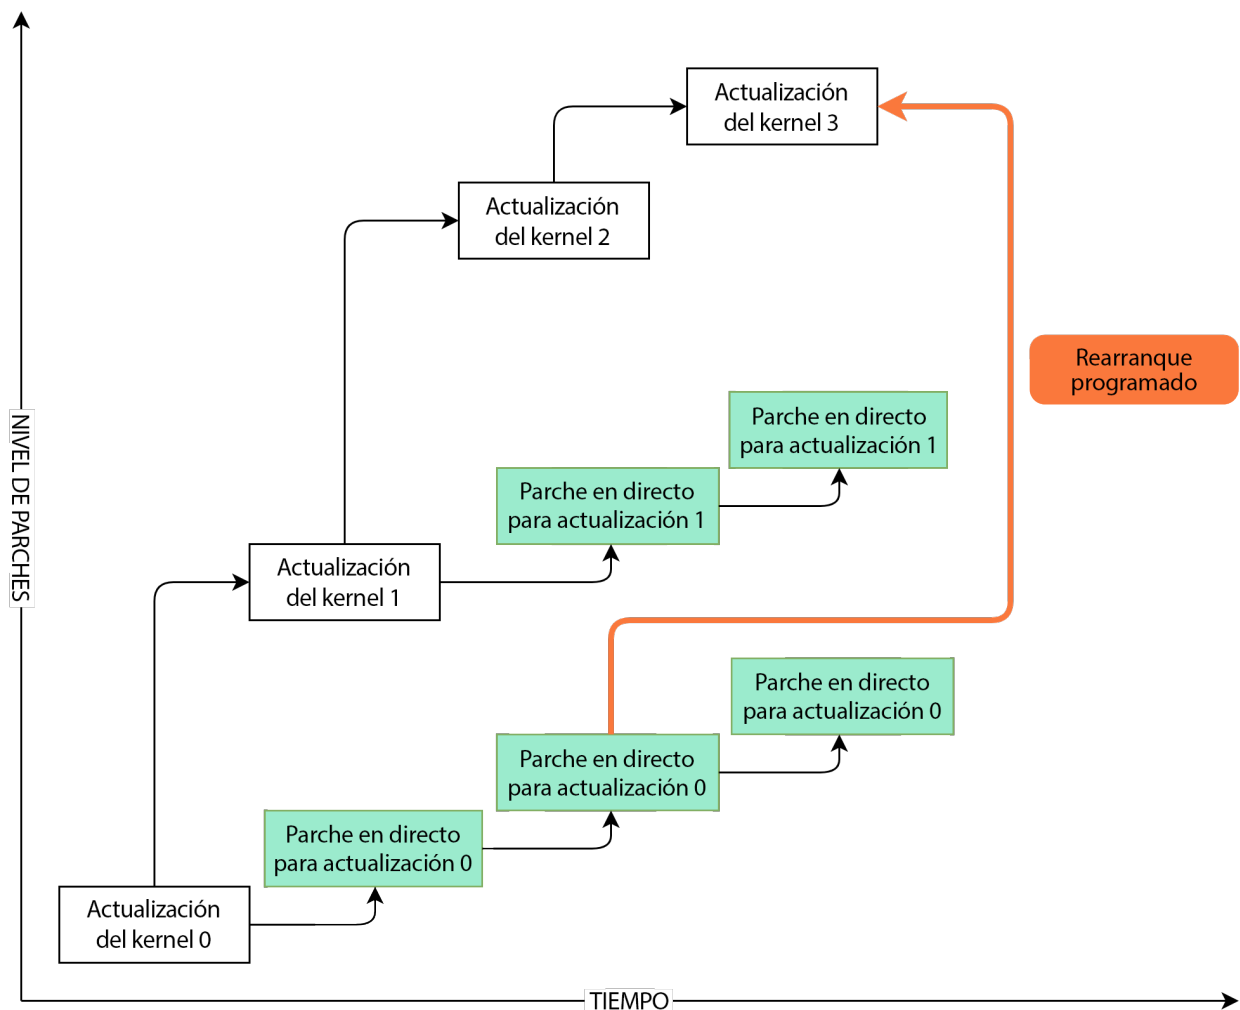 Actualización
del kernel 3
Actualización
del kernel 2
Rearranque
programado
Parche en directo
para actualización 1
NIVEL DE PARCHES
Parche en directo
para actualización 1
Actualización
del kernel 1
Parche en directo
para actualización 0
Parche en directo
para actualización 0
Parche en directo
para actualización 0
Actualización
del kernel 0
TIEMPO